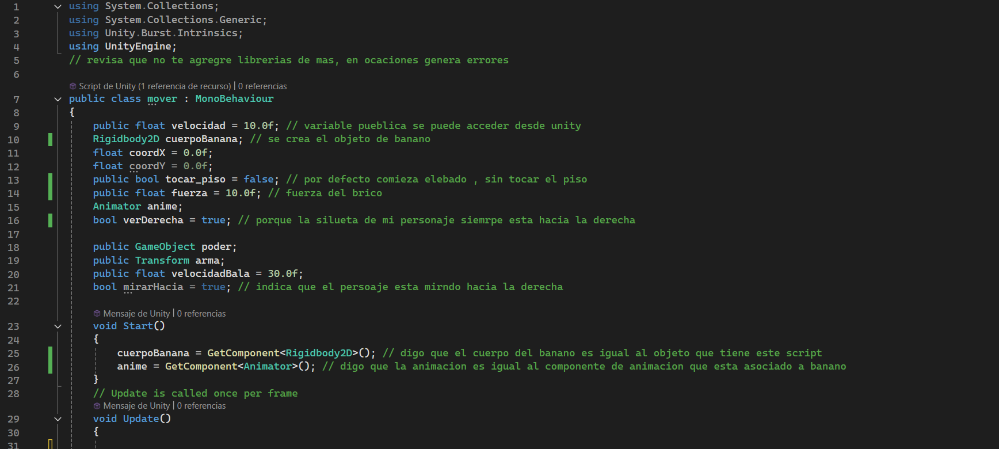 1 using System.Collections;
2 using System.Collections.Generic;
3 using Unity.Burst.Intrinsics;
4 using UnityEngine;
5 // revisa que no te agregre librerias de mas, en ocaciones genera errores
6
Script de Unity (1 referencia de recurso) | 0 referencias
7 public class mover : MonoBehaviour
8 {
9 public float velocidad = 10.0f; // variable pueblica se puede acceder desde unity
10 Rigidbody2D cuerpoBanana; // se crea el objeto de banano
11 float coordX = 0.0f;
12 float coordY = 0.0f;
13 public bool tocar_piso = false; // por defecto comieza elebado , sin tocar el piso
14 public float fuerza = 10.0f; // fuerza del brico
15 Animator anime;
16 bool verDerecha = true; // porque la silueta de mi personaje siemrpe esta hacia la derecha
17
18 public GameObject poder;
19 public Transform arma;
20 public float velocidadBala = 30.0f;
21 bool mirarHacia = true; // indica que el persoaje esta mirndo hacia la derecha
22
Mensaje de Unity | 0 referencias
23 void Start()
24 {
25 cuerpoBanana = GetComponent<Rigidbody2D>(); // digo que el cuerpo del banano es igual al objeto que tiene este script
26 anime = GetComponent<Animator>(); // digo que la animacion es igual al componente de animacion que esta asociado a banano
27 }
28 // Update is called once per frame
Mensaje de Unity | 0 referencias
29 void Update()
30 {
31